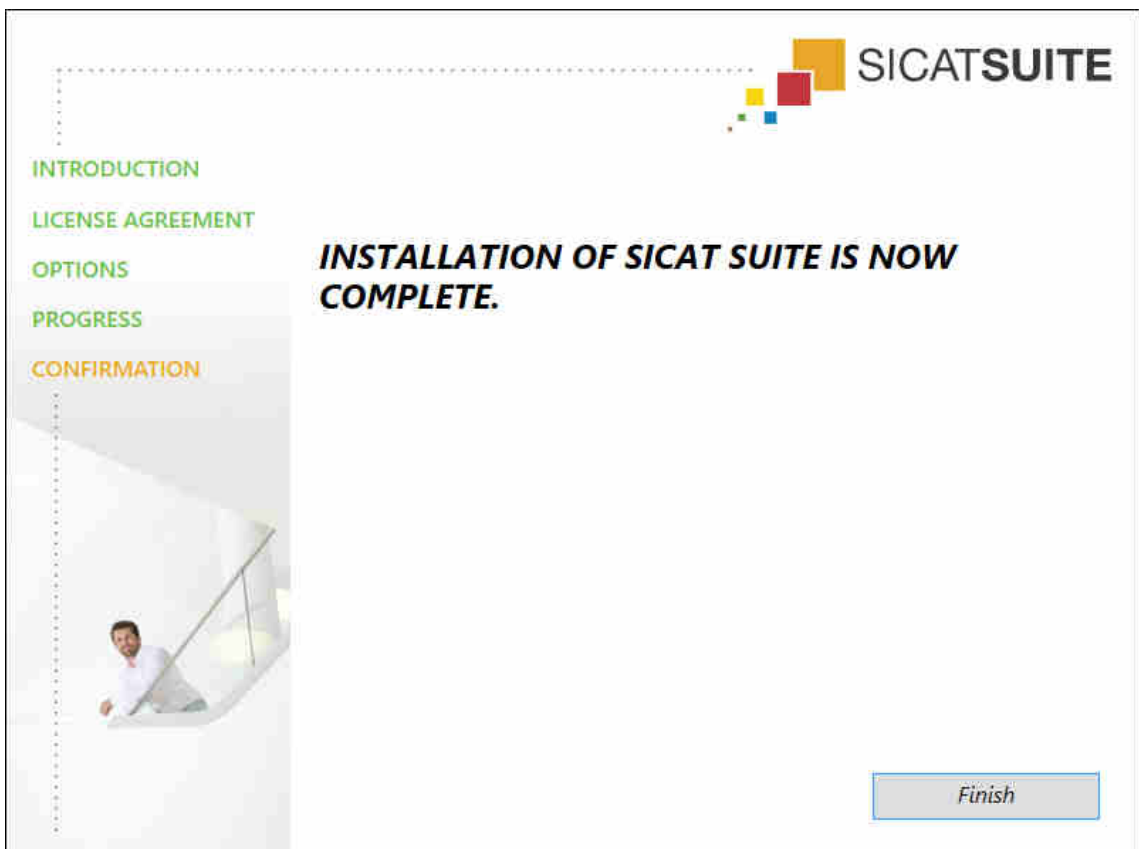 SICATSUITE
INTRODUCTION
LICENSE AGREEMENT
OPTIONS
PROGRESS
CONFIRMATION
INSTALLATION OF SICAT SUITE IS NOW
COMPLETE.
Finish